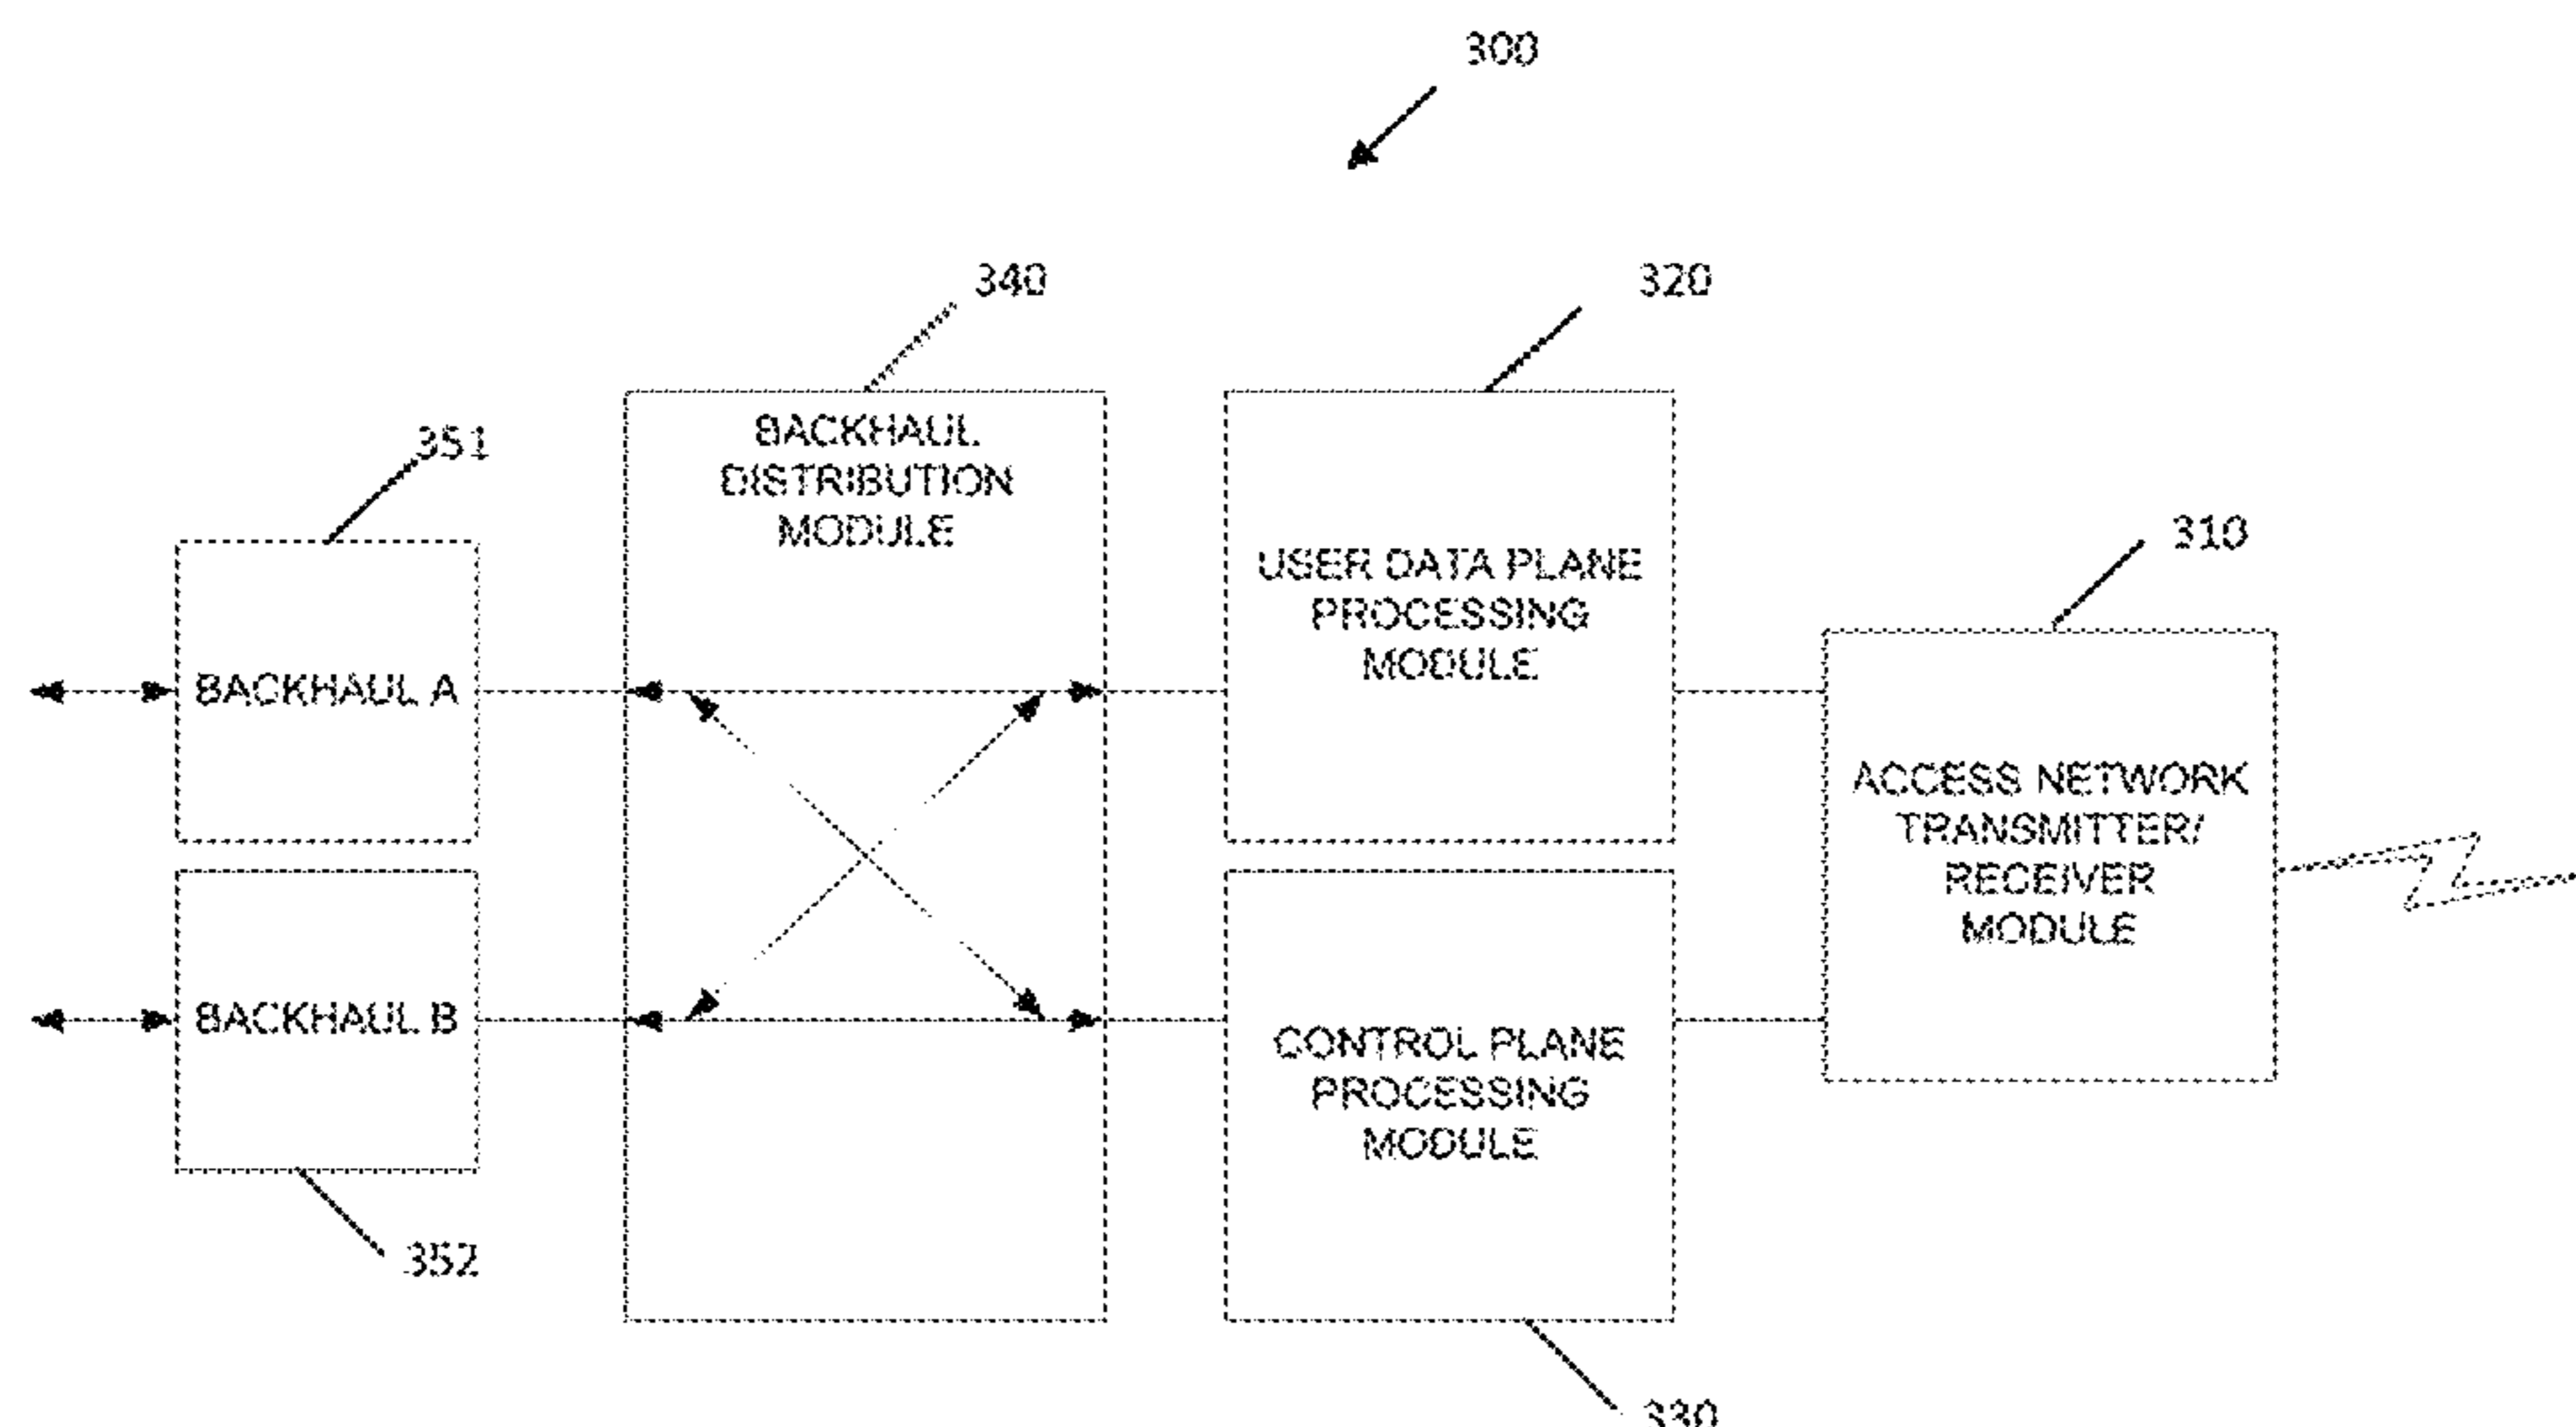 300
340
320
351
BACKHAUL
DISTRIBUTION
MODULE
310
USER DATA PLANE
PROCESSING
MODULE
BACKHAUL A
ACCESS NETWORK
TRANSMITTER/
RECEIVER
MODULE
BACKHAUL B
CONTROL PLANE
PROCESSING
MODULE
352
330